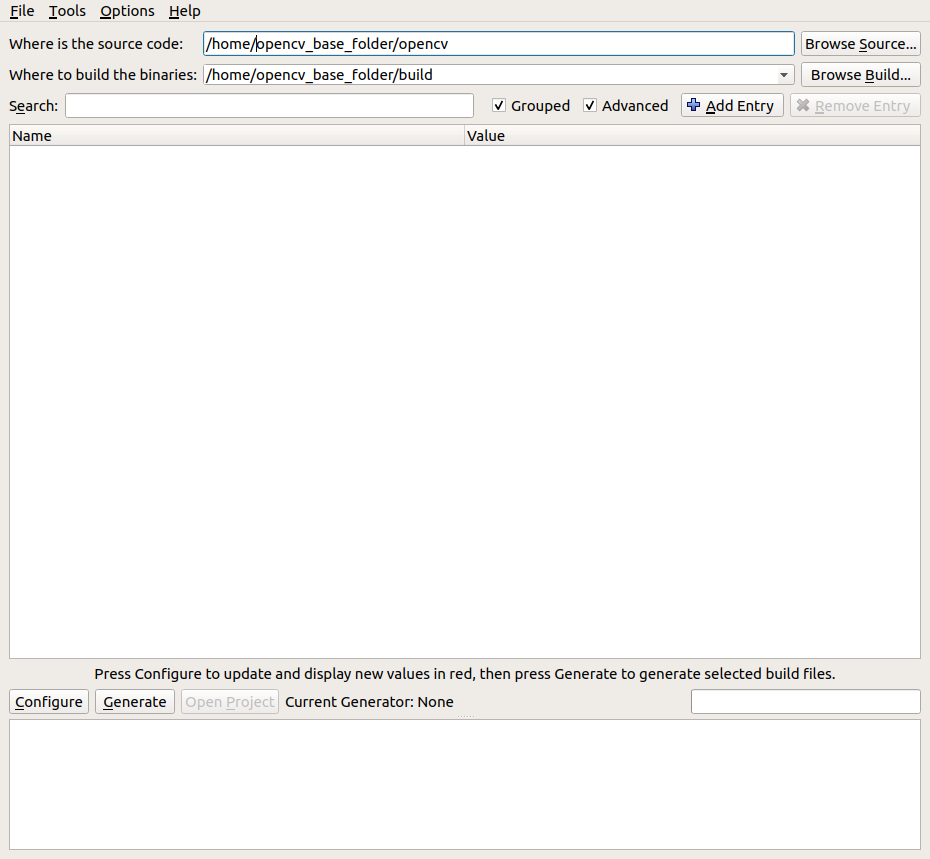 File Tools Options Help
Where is the source code: /home/opencv_base_folder/opencv Browse Source...
Where to build the binaries: /home/opencv_base_folder/build Browse Build...
Search: Grouped Advanced Add Entry Remove Entry
Name Value
Press Configure to update and display new values in red, then press Generate to generate selected build files.
Configure Generate Open Project Current Generator: None